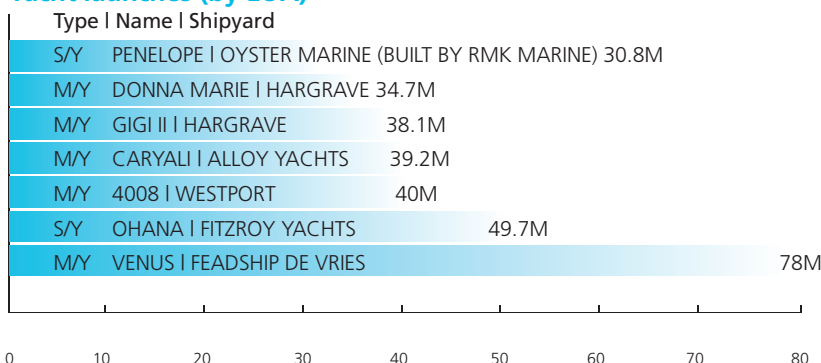 Type | Name | Shipyard
S/Y PENELOPE | OYSTER MARINE (BUILT BY RMK MARINE) 30.8M
M/Y DONNA MARIE | HARGRAVE 34.7M
M/Y GIGI II | HARGRAVE 38.1M
M/Y CARYALI | ALLOY YACHTS 39.2M
M/Y 4008 | WESTPORT 40M
S/Y OHANA | FITZROY YACHTS 49.7M
M/Y VENUS | FEADSHIP DE VRIES 78M
0 10 20 30 40 50 60 70 80